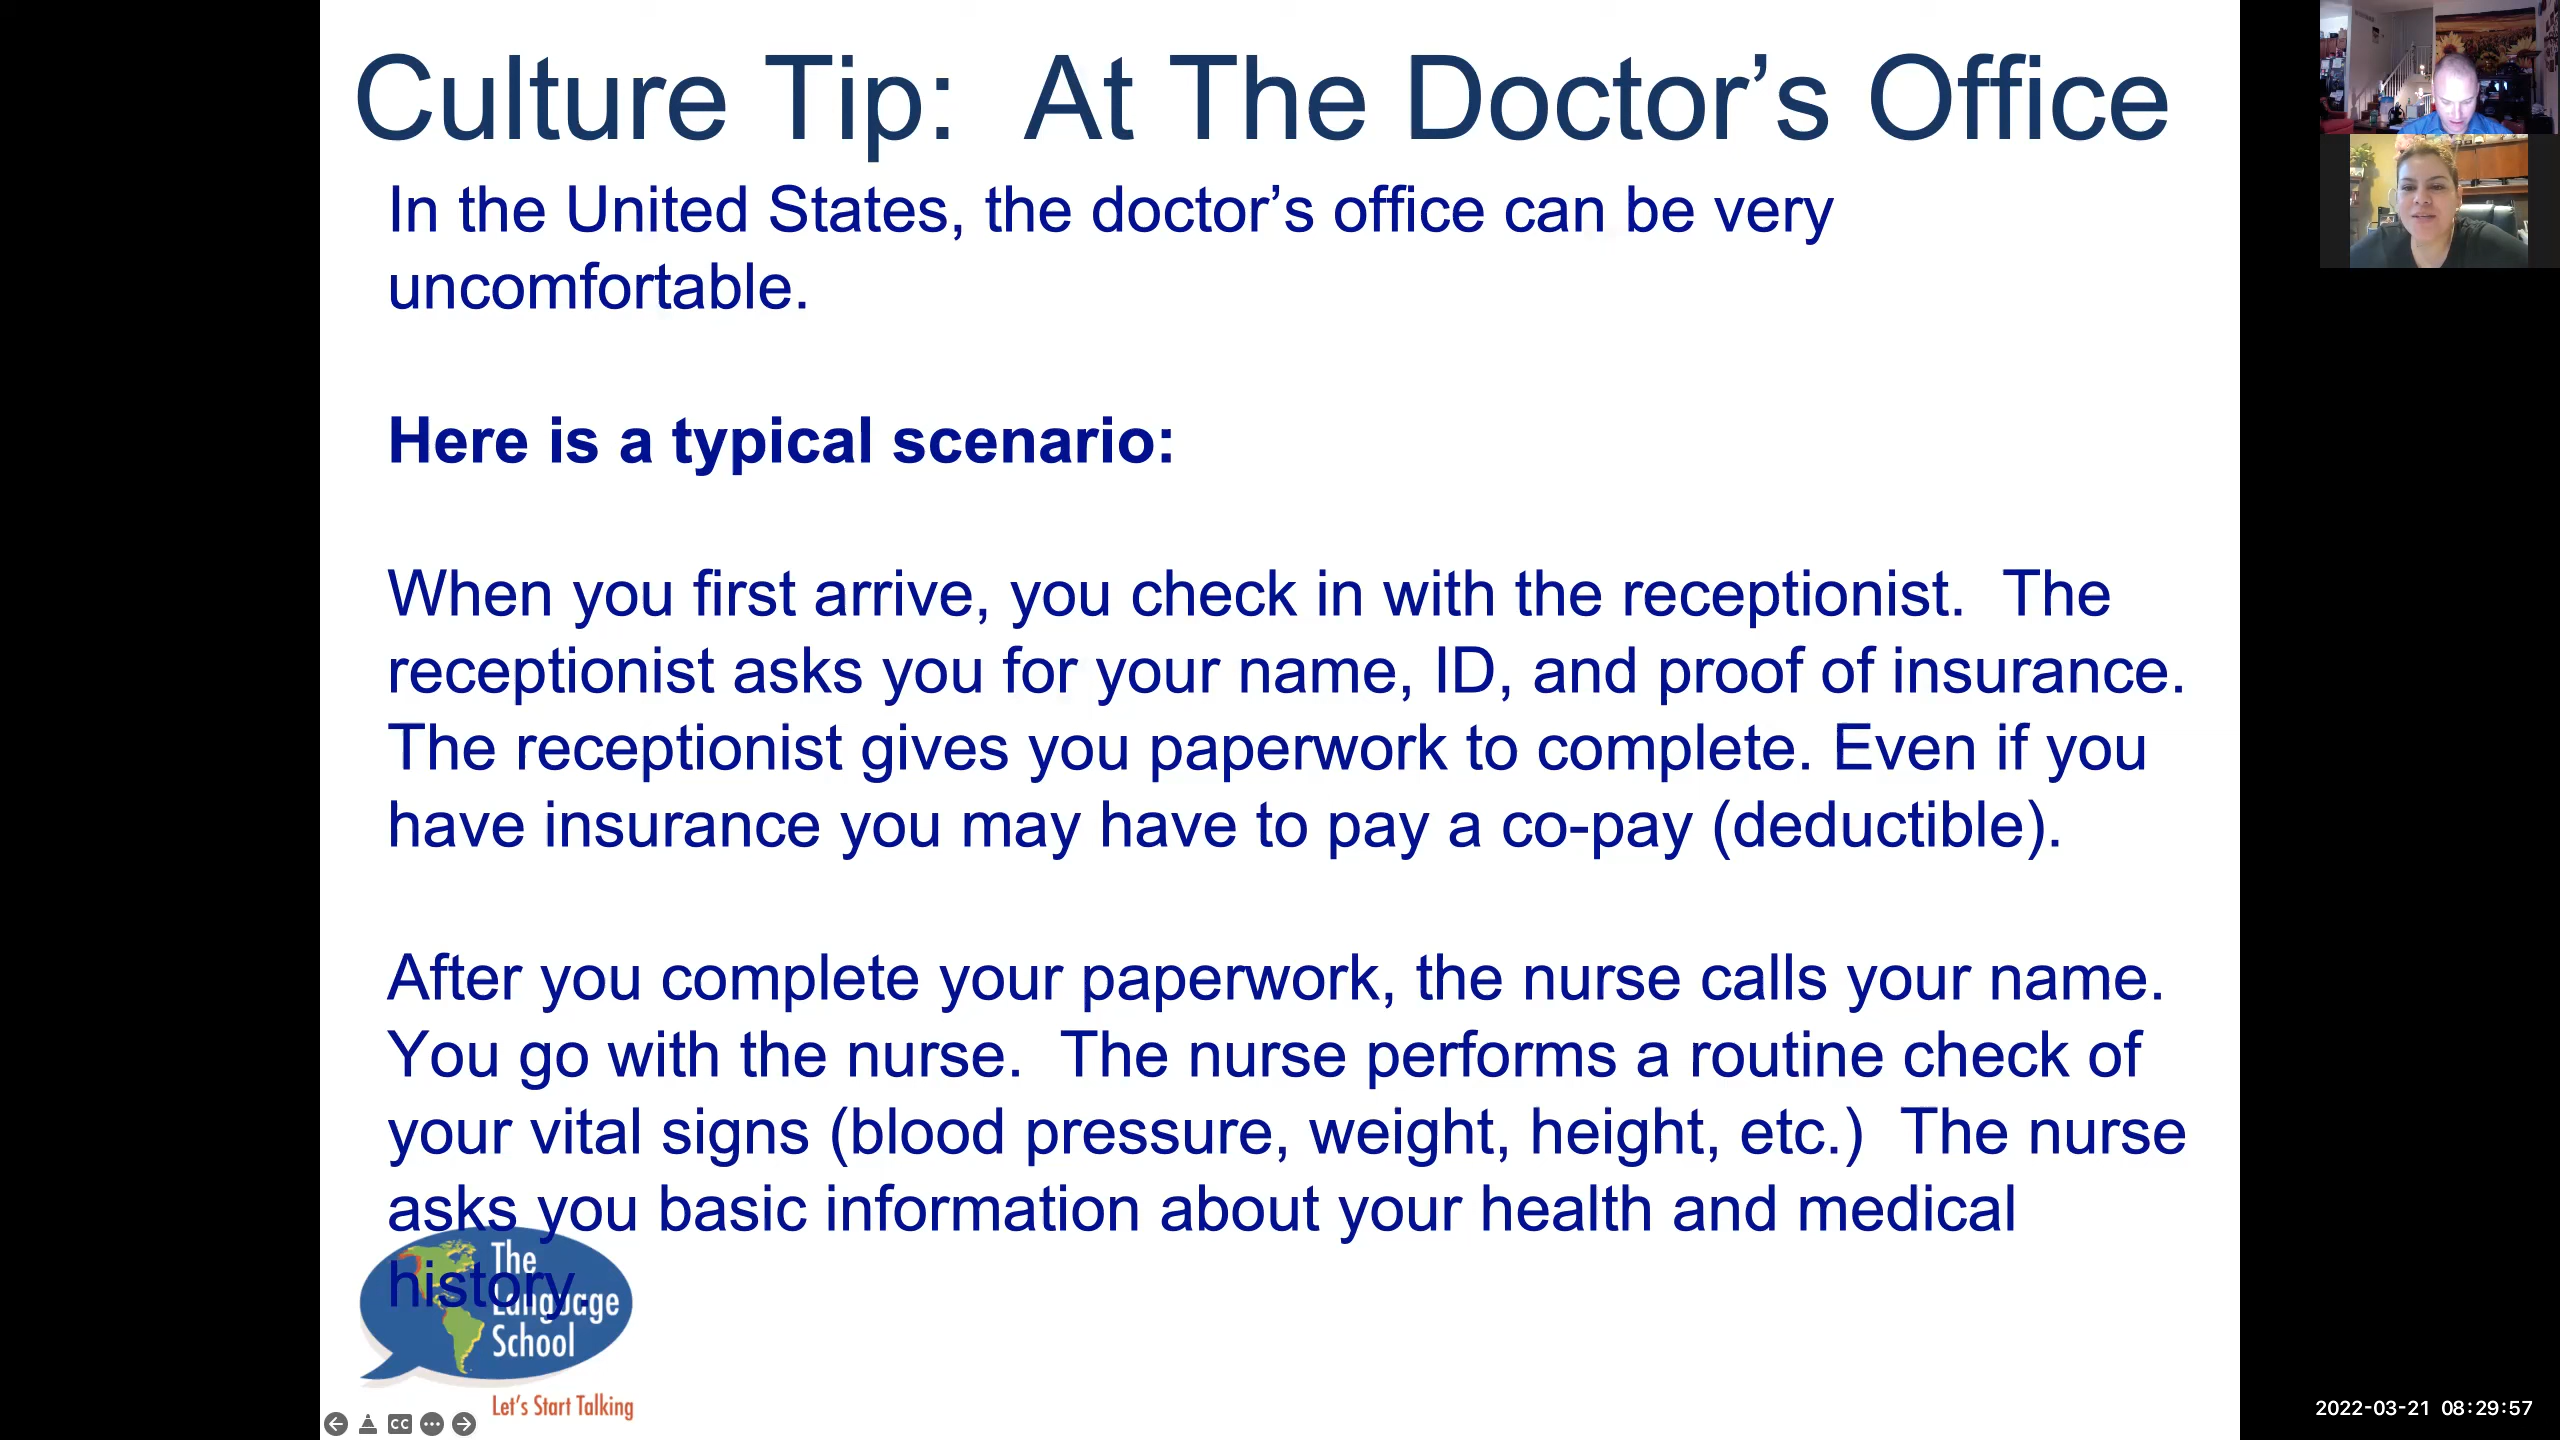 Culture Tip:  At The Doctor’s Office
In the United States, the doctor’s office can be very
uncomfortable.
Here is a typical scenario:
When you first arrive, you check in with the receptionist.  The
receptionist asks you for your name, ID, and proof of insurance.
The receptionist gives you paperwork to complete. Even if you
have insurance you may have to pay a co-pay (deductible).
After you complete your paperwork, the nurse calls your name.
You go with the nurse.  The nurse performs a routine check of
your vital signs (blood pressure, weight, height, etc.)  The nurse
asks you basic information about your health and medical
history.
The
Language
School
Let's Start Talking
CC
2022-03-21 08:29:57